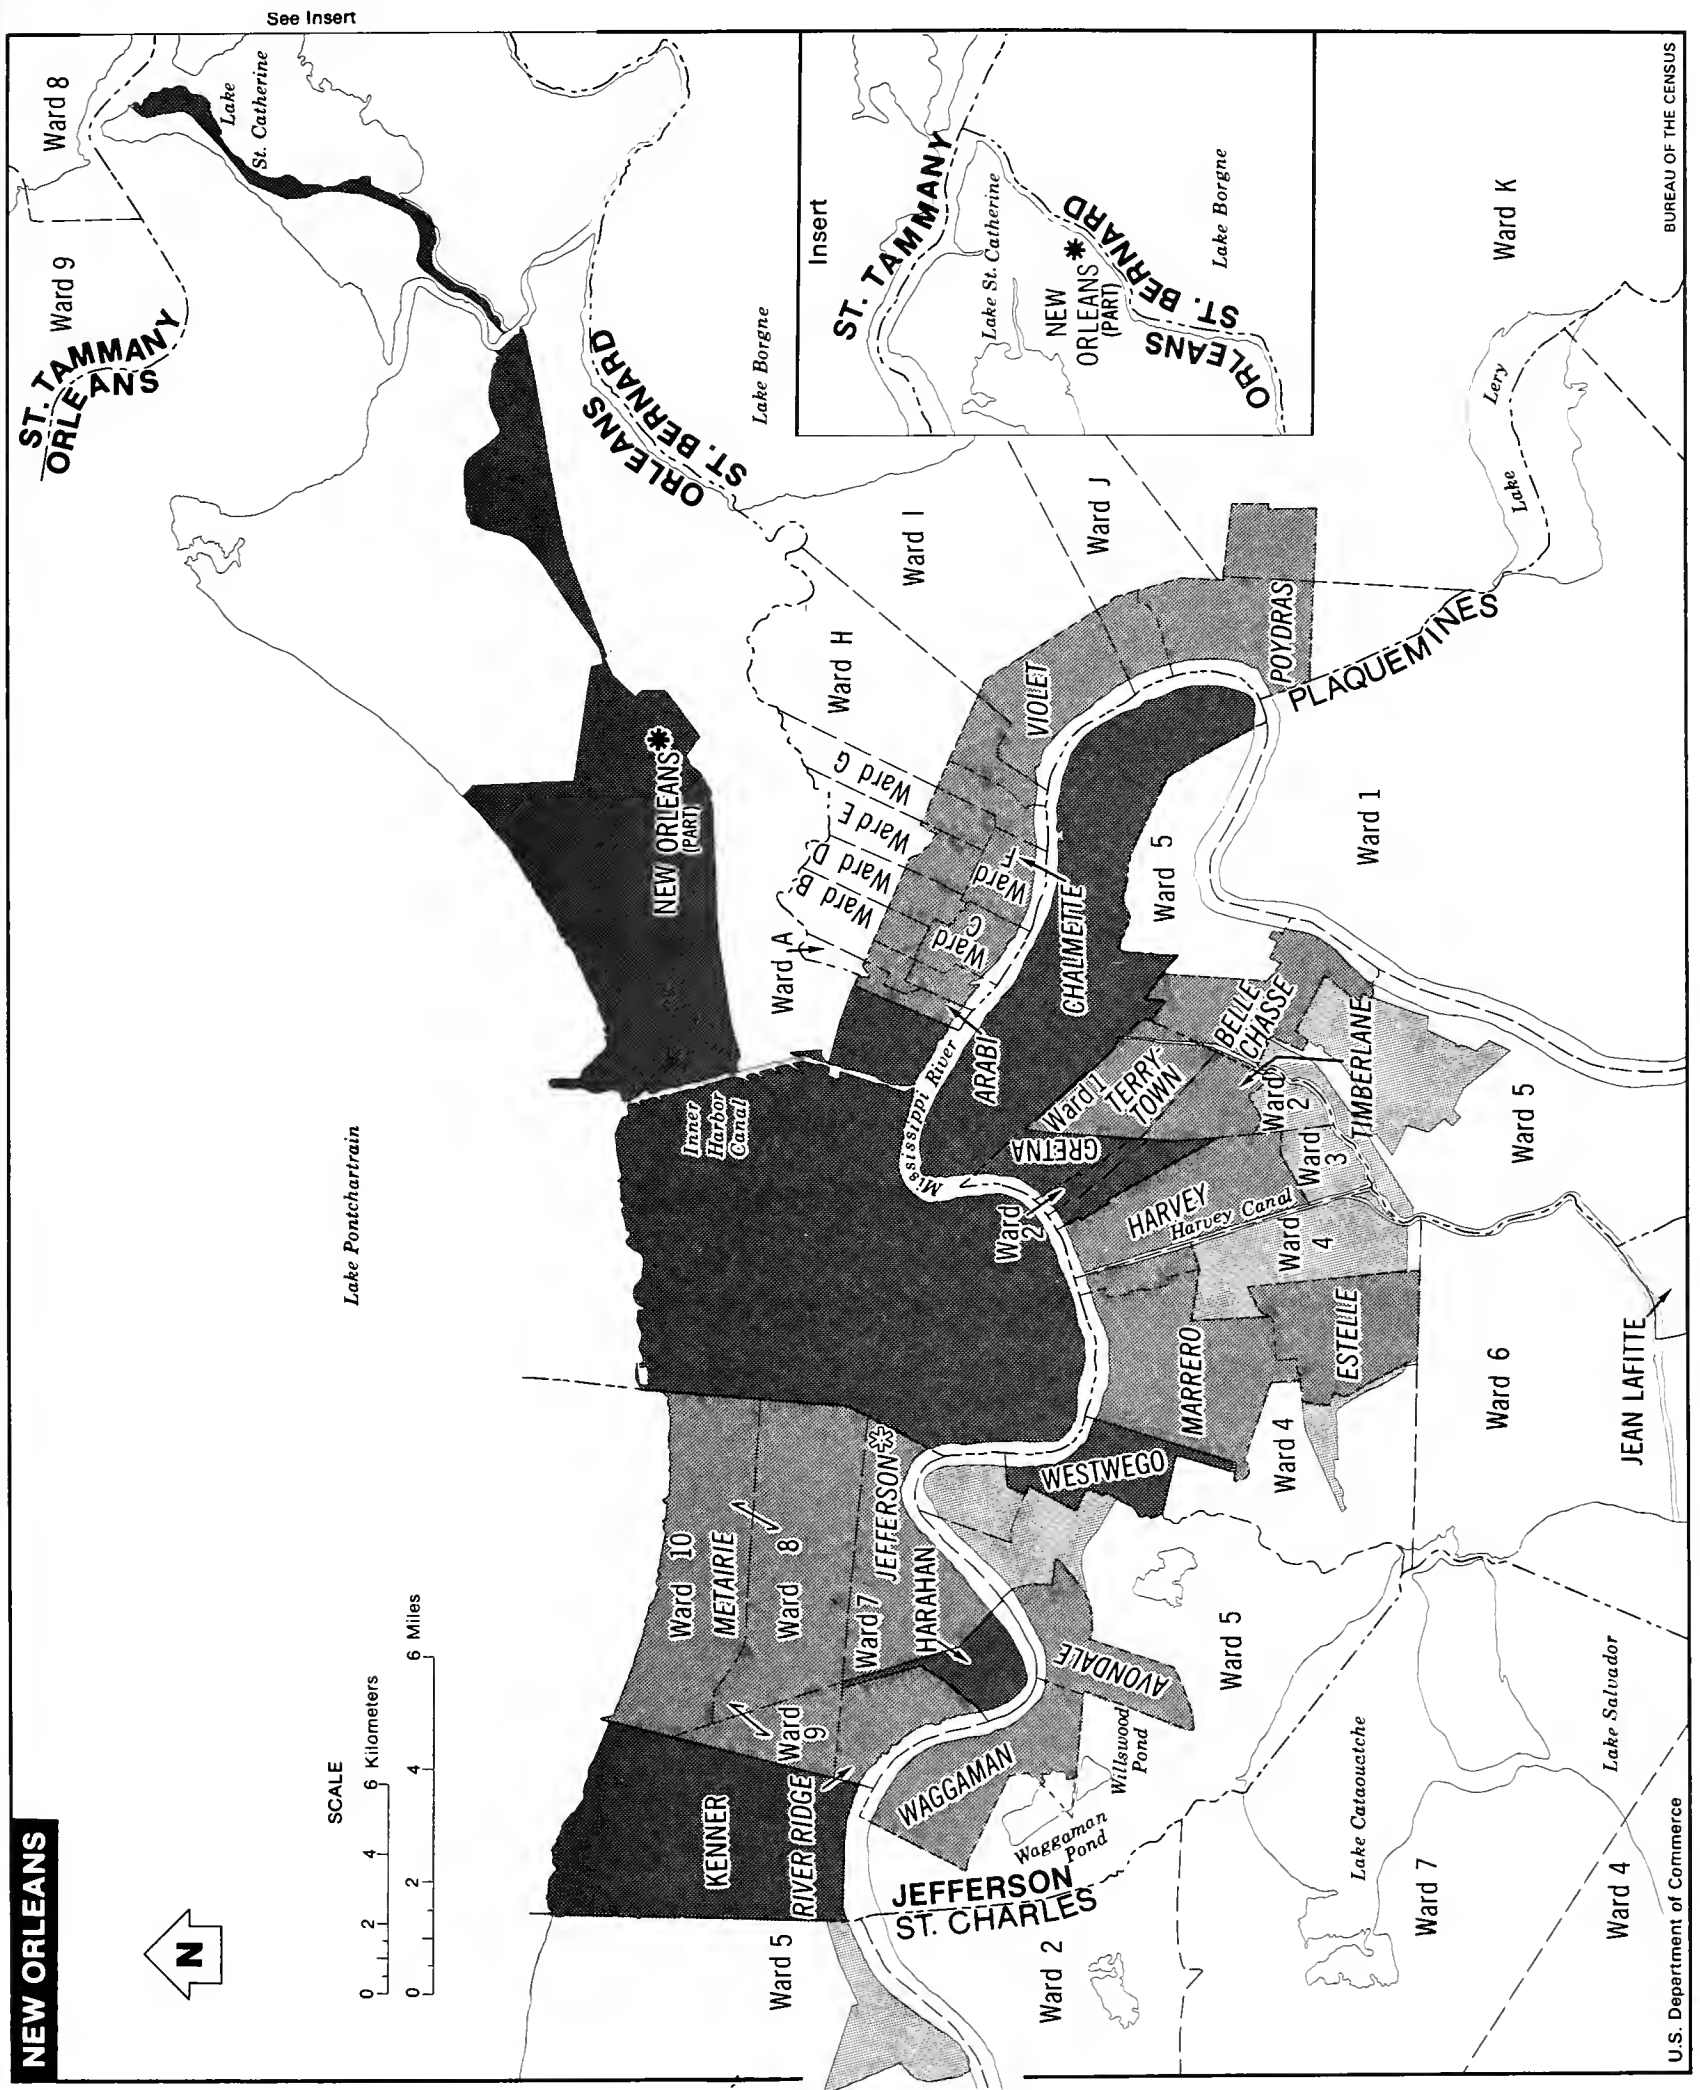 NEW ORLEANS
N
SCALE
0 2 4 6 Kilometers
0 2 4 6 Miles
See Insert
Ward 8
Ward 9
ST. TAMMANY
ORLEANS
Lake
St. Catherine
Lake Pontchartrain
ORLEANS
ST. BERNARD
Lake Borgne
Insert
ST. TAMMANY
Lake St. Catherine
NEW
ORLEANS
(PART)
ORLEANS
ST. BERNARD
Lake Borgne
BUREAU OF THE CENSUS
NEW ORLEANS
(PART)
Inner
Harbor
Canal
Ward A
Ward B
Ward D
Ward E
Ward G
Ward H
Ward I
Ward J
Ward K
Ward
C
Ward
F
VIOLET
POYDRAS
PLAQUEMINES
Lake Lery
CHALMETTE
ARABI
Mississippi River
Ward 5
Ward 1
BELLE
CHASSE
TIMBERLANE
Ward 1
TERRY-
TOWN
GRETNA
Ward
2
Ward
2
Ward
3
HARVEY
Harvey Canal
Ward
4
Ward 5
MARRERO
ESTELLE
Ward 4
Ward 6
JEAN LAFITTE
WESTWEGO
Ward 10
METAIRIE
Ward 8
JEFFERSON
Ward 7
HARAHAN
Ward
9
KENNER
RIVER RIDGE
AVONDALE
WAGGAMAN
Willswood
Pond
Waggaman
Pond
Ward 5
JEFFERSON
ST. CHARLES
Ward 5
Ward 2
Lake Cataouatche
Lake Salvador
Ward 7
Ward 4
U.S. Department of Commerce